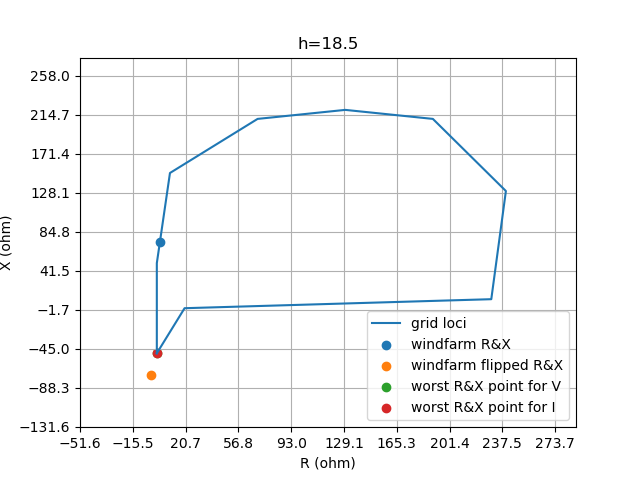 h=18.5
258.0
214.7
171.4
128.1
84.8
41.5
−1.7
−45.0
−88.3
−131.6
X (ohm)
grid loci
windfarm R&X
windfarm flipped R&X
worst R&X point for V
worst R&X point for I
−51.6 −15.5 20.7 56.8 93.0 129.1 165.3 201.4 237.5 273.7
R (ohm)